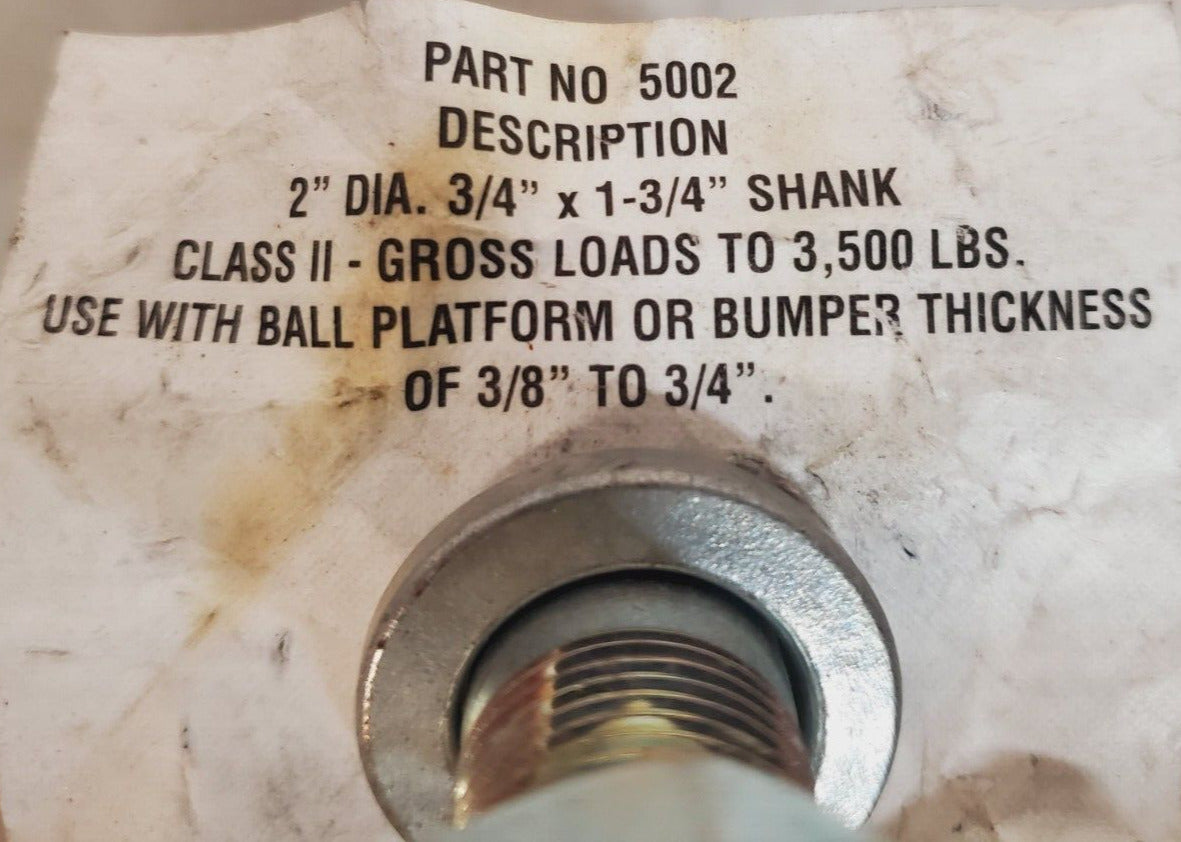 PART NO 5002
DESCRIPTION
2” DIA. 3/4” x 1-3/4” SHANK
CLASS II - GROSS LOADS TO 3,500 LBS.
USE WITH BALL PLATFORM OR BUMPER THICKNESS
OF 3/8” TO 3/4”.